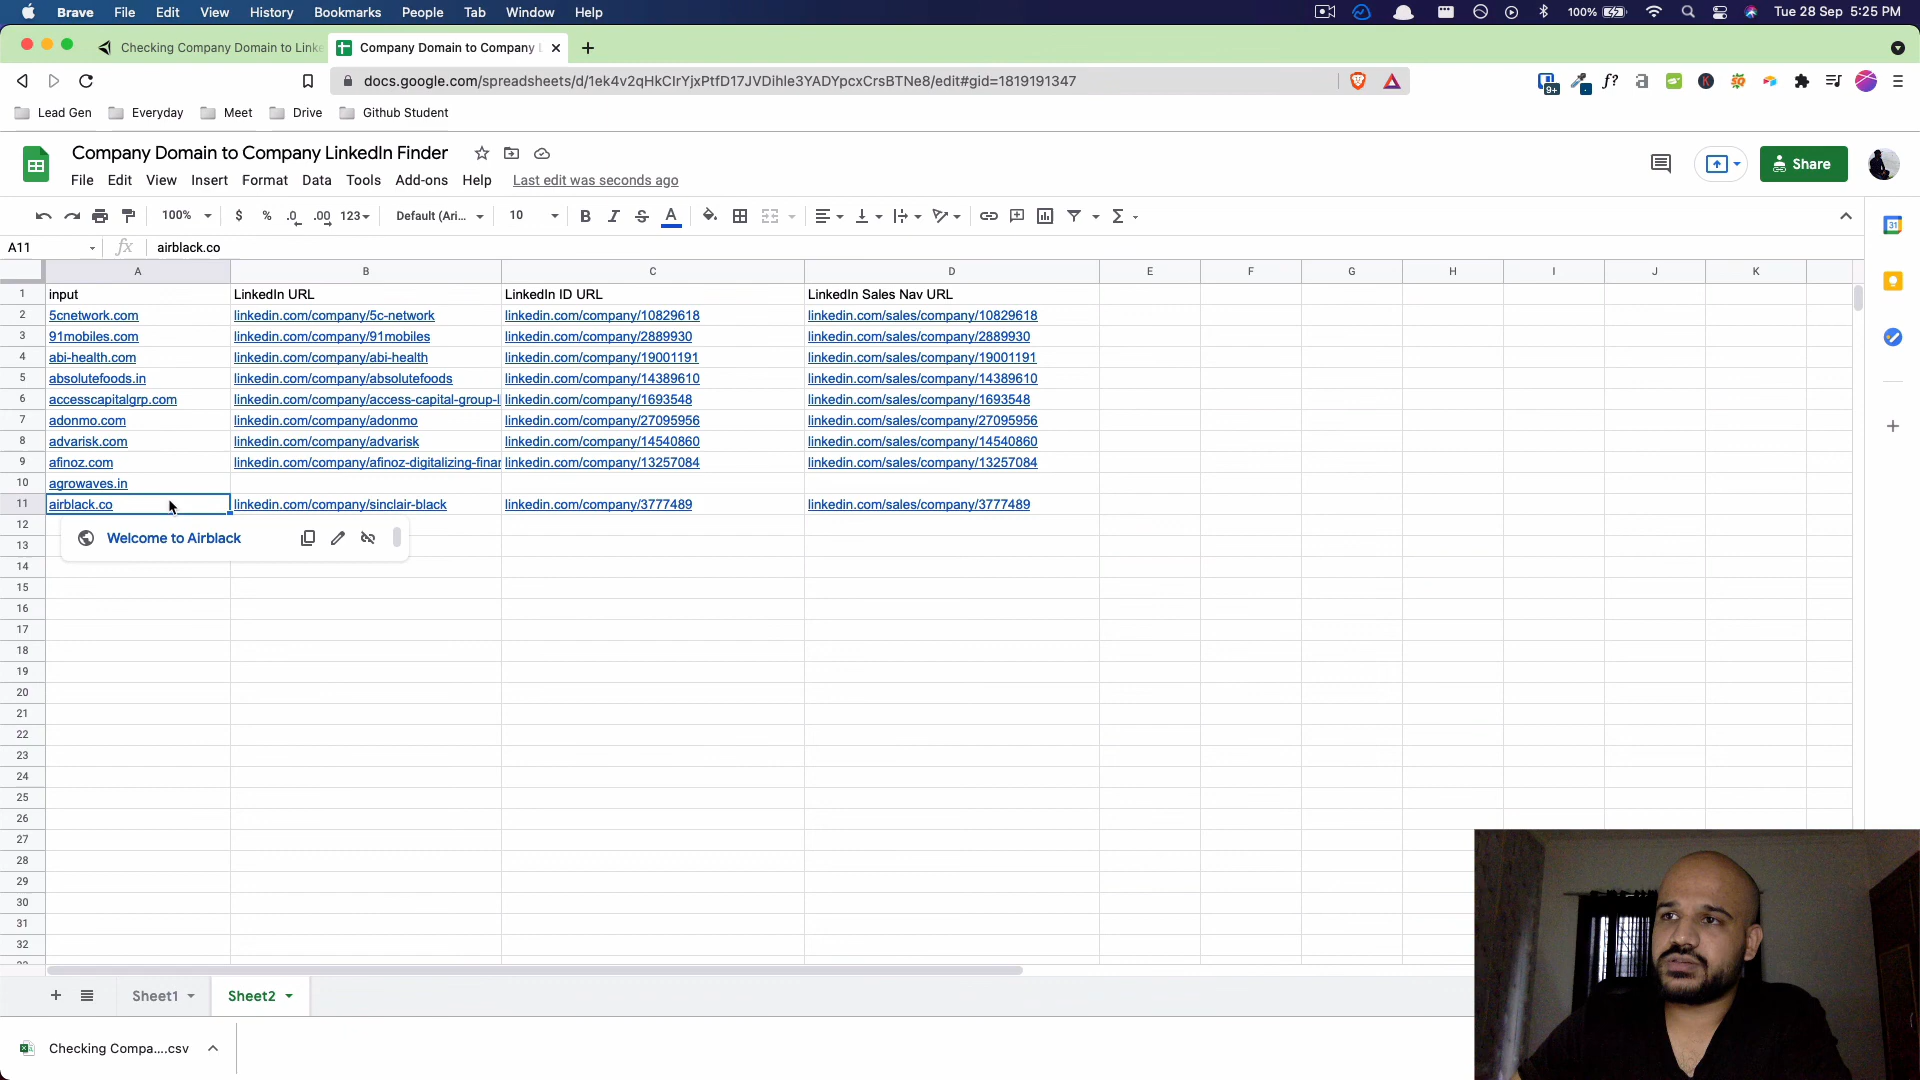 Brave File Edit View History Bookmarks People Tab Window Help 100% Tue 28 Sep 5:25 PM
Checking Company Domain to Linke Company Domain to Company L
docs.google.com/spreadsheets/d/1ek4v2qHkCIrYjxPtfD17JVDihIe3YADYpcxCrsBTNe8/edit#gid=1819191347 9+ f? a K
Lead Gen Everyday Meet Drive Github Student
Company Domain to Company LinkedIn Finder
Share
File Edit View Insert Format Data Tools Add-ons Help Last edit was seconds ago
100% $ % .0 .00 123 Default (Ari... 10 B I S A Σ
31
A11 fx airblack.co
A B C D E F G H I J K
1 input LinkedIn URL LinkedIn ID URL LinkedIn Sales Nav URL
2 5cnetwork.com linkedin.com/company/5c-network linkedin.com/company/10829618 linkedin.com/sales/company/10829618
3 91mobiles.com linkedin.com/company/91mobiles linkedin.com/company/2889930 linkedin.com/sales/company/2889930
4 abi-health.com linkedin.com/company/abi-health linkedin.com/company/19001191 linkedin.com/sales/company/19001191
5 absolutefoods.in linkedin.com/company/absolutefoods linkedin.com/company/14389610 linkedin.com/sales/company/14389610
6 accesscapitalgrp.com linkedin.com/company/access-capital-group-l linkedin.com/company/1693548 linkedin.com/sales/company/1693548
7 adonmo.com linkedin.com/company/adonmo linkedin.com/company/27095956 linkedin.com/sales/company/27095956
8 advarisk.com linkedin.com/company/advarisk linkedin.com/company/14540860 linkedin.com/sales/company/14540860
9 afinoz.com linkedin.com/company/afinoz-digitalizing-finar linkedin.com/company/13257084 linkedin.com/sales/company/13257084
10 agrowaves.in
11 airblack.co linkedin.com/company/sinclair-black linkedin.com/company/3777489 linkedin.com/sales/company/3777489
12
Welcome to Airblack
13
14
15
16
17
18
19
20
21
22
23
24
25
26
27
28
29
30
31
32
Sheet1 Sheet2
Checking Compa....csv